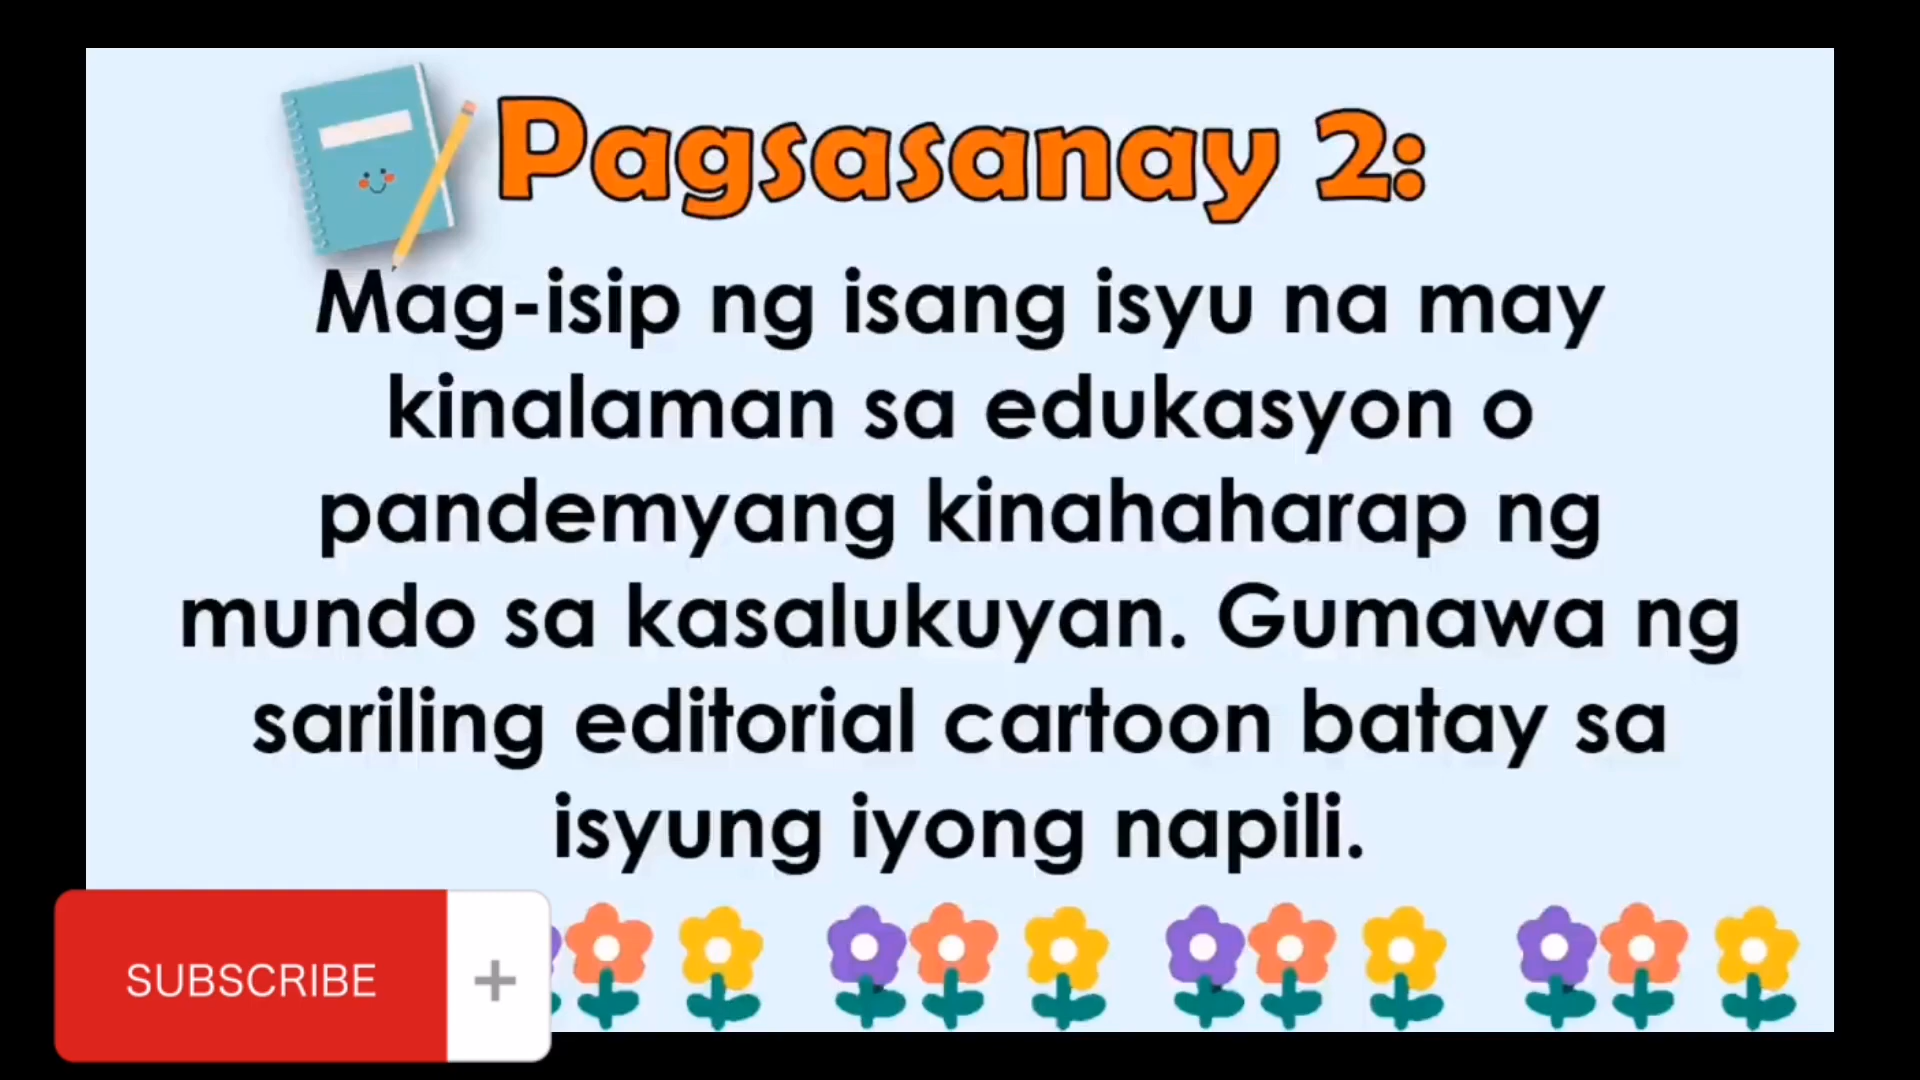 Pagsasanay 2:
Mag-isip ng isang isyu na may
kinalaman sa edukasyon o
pandemyang kinahaharap ng
mundo sa kasalukuyan. Gumawa ng
sariling editorial cartoon batay sa
isyung iyong napili.
SUBSCRIBE +